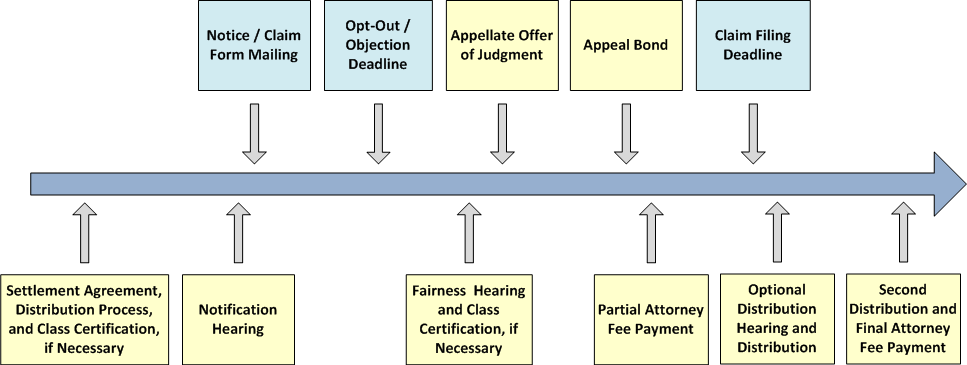 Notice / Claim
Form Mailing
Opt-Out /
Objection
Deadline
Appellate Offer
of Judgment
Appeal Bond
Claim Filing
Deadline
Settlement Agreement,
Distribution Process,
and Class Certification,
if Necessary
Notification
Hearing
Fairness  Hearing
and Class
Certification, if
Necessary
Partial Attorney
Fee Payment
Optional
Distribution
Hearing and
Distribution
Second
Distribution and
Final Attorney
Fee Payment